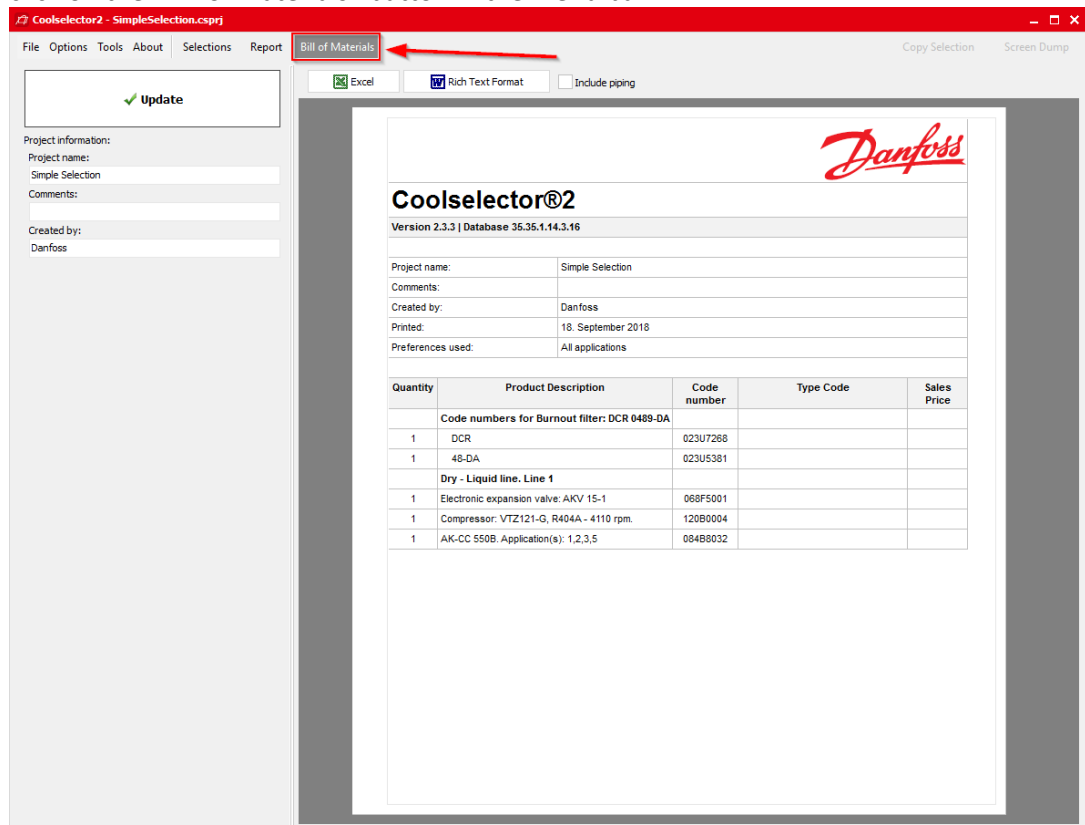 Coolselector2 - SimpleSelection.csprj
File Options Tools About Selections Report Bill of Materials Copy Selection Screen Dump
Excel Rich Text Format Include piping
Update
Project information:
Project name:
Simple Selection
Comments:
Created by:
Danfoss
Danfoss
Coolselector®2
Version 2.3.3 | Database 35.35.1.14.3.16
Project name: Simple Selection
Comments:
Created by: Danfoss
Printed: 18. September 2018
Preferences used: All applications
Quantity Product Description Code number Type Code Sales Price
Code numbers for Burnout filter: DCR 0489-DA
1 DCR 023U7268
1 48-DA 023U5381
Dry - Liquid line. Line 1
1 Electronic expansion valve: AKV 15-1 068F5001
1 Compressor: VTZ121-G, R404A - 4110 rpm. 120B0004
1 AK-CC 550B. Application(s): 1,2,3,5 084B8032